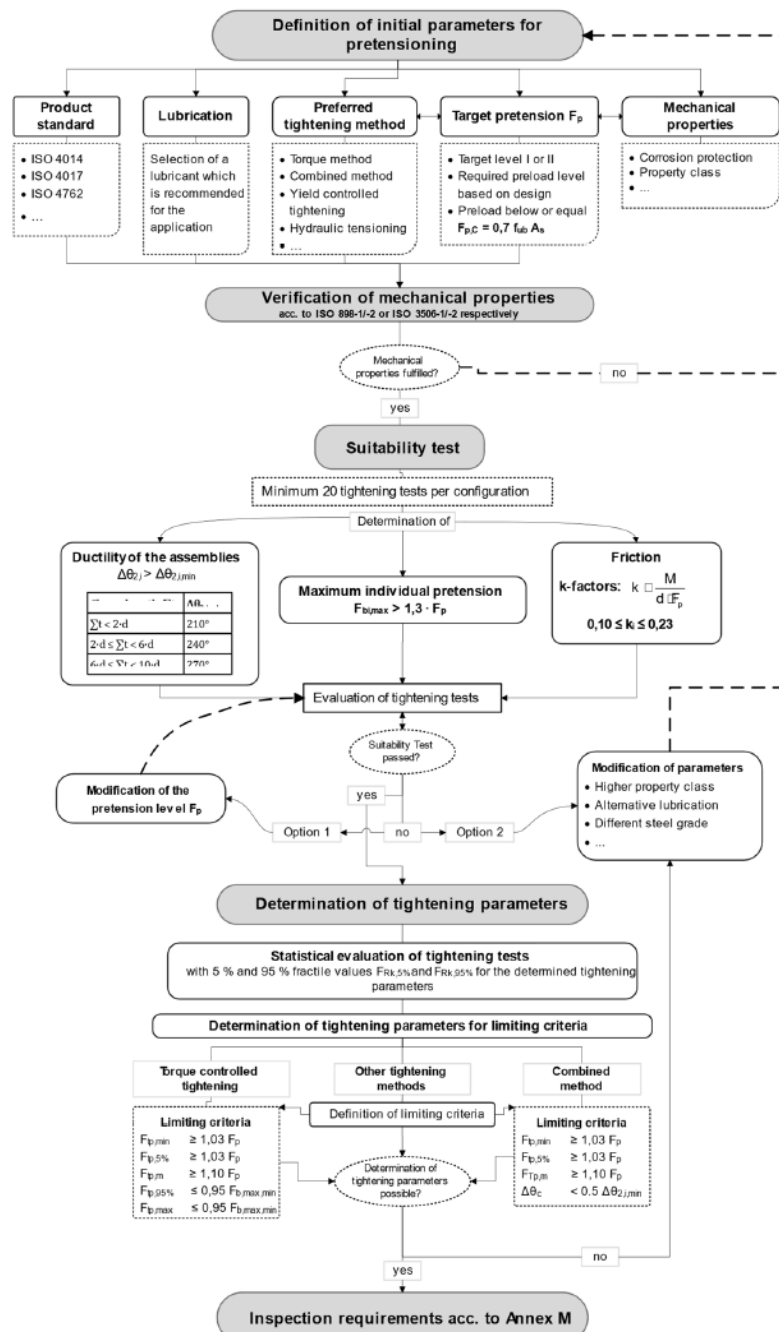 Definition of initial parameters for
pretensioning
Product
standard
• ISO 4014
• ISO 4017
• ISO 4762
• ...
Lubrication
Selection of a
lubricant which
is recommended
for the
application
Preferred
tightening method
• Torque method
• Combined method
• Yield controlled
tightening
• Hydraulic tensioning
• ...
Target pretension Fp
• Target level I or II
• Required preload level
based on design
• Preload below or equal
Fp,C = 0,7 fub As
Mechanical
properties
• Corrosion protection
• Property class
• ...
Verification of mechanical properties
acc. to ISO 898-1/-2 or ISO 3506-1/-2 respectively
Mechanical
properties fulfilled?
no
yes
Suitability test
Minimum 20 tightening tests per configuration
Determination of
Ductility of the assemblies
Δθ2,i > Δθ2,i,min
∑t < 2·d 210°
2·d ≤ ∑t < 6·d 240°
6·d ≤ ∑t < 10·d 270°
Maximum individual pretension
Fbi,max > 1,3 · Fp
Friction
k-factors: k M
d Fp
0,10 ≤ ki ≤ 0,23
Evaluation of tightening tests
Suitability Test
passed?
Modification of the
pretension level Fp
yes
Option 1
no
Option 2
Modification of parameters
• Higher property class
• Alternative lubrication
• Different steel grade
• ...
Determination of tightening parameters
Statistical evaluation of tightening tests
with 5 % and 95 % fractile values FRk,5% and FRk,95% for the determined tightening
parameters
Determination of tightening parameters for limiting criteria
Torque controlled
tightening
Other tightening
methods
Combined
method
Definition of limiting criteria
Limiting criteria
Ftp,min ≥ 1,03 Fp
Ftp,5% ≥ 1,03 Fp
Ftp,m ≥ 1,10 Fp
Ftp,95% ≤ 0,95 Fb,max,min
Ftp,max ≤ 0,95 Fb,max,min
Determination of
tightening parameters
possible?
Limiting criteria
Ftp,min ≥ 1,03 Fp
Ftp,5% ≥ 1,03 Fp
FTp,m ≥ 1,10 Fp
Δθc < 0.5 Δθ2,i,min
no
yes
Inspection requirements acc. to Annex M